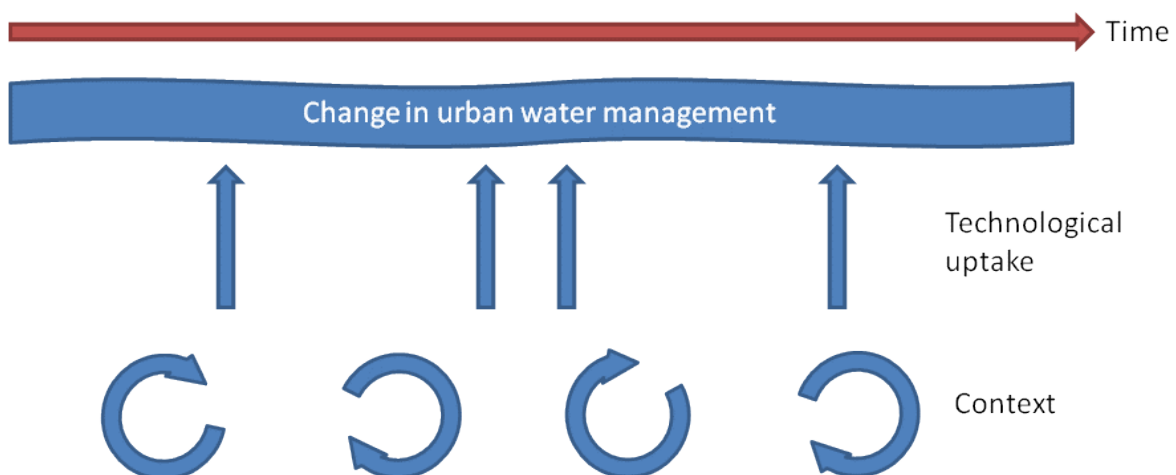 Time
Change in urban water management
Technological
uptake
Context